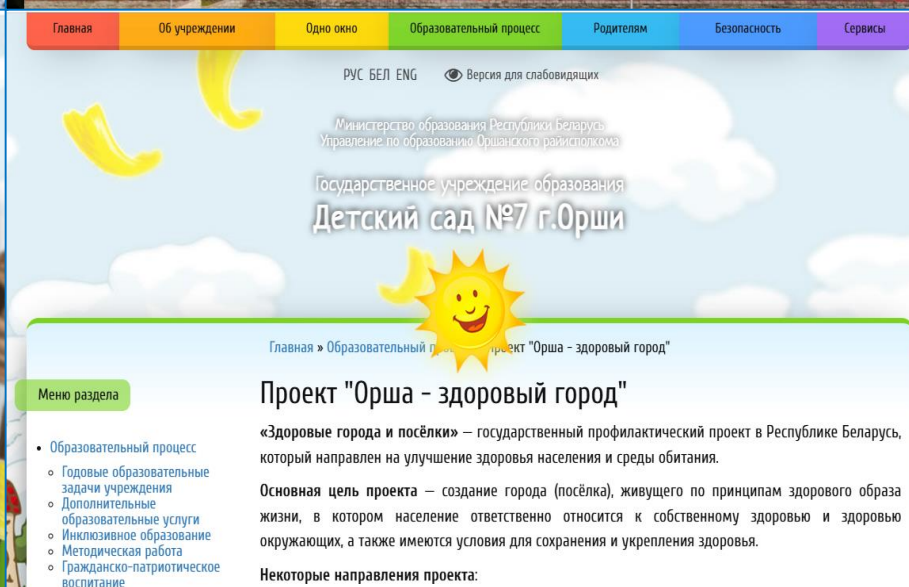 Главная Об учреждении Одно окно Образовательный процесс Родителям Безопасность Сервисы
РУС БЕЛ ENG Версия для слабовидящих
Министерство образования Республики Беларусь
Управление по образованию Оршанского райисполкома
Государственное учреждение образования
Детский сад №7 г.Орши
Главная » Образовательный "Орша - здоровый город"
Меню раздела
Проект "Орша - здоровый город"
«Здоровые города и посёлки» — государственный профилактический проект в Республике Беларусь,
который направлен на улучшение здоровья населения и среды обитания.
Основная цель проекта — создание города (посёлка), живущего по принципам здорового образа
жизни, в котором население ответственно относится к собственному здоровью и здоровью
окружающих, а также имеются условия для сохранения и укрепления здоровья.
Некоторые направления проекта:
• Образовательный процесс
◦ Годовые образовательные
задачи учреждения
◦ Дополнительные
образовательные услуги
◦ Инклюзивное образование
◦ Методическая работа
◦ Гражданско-патриотическое
воспитание